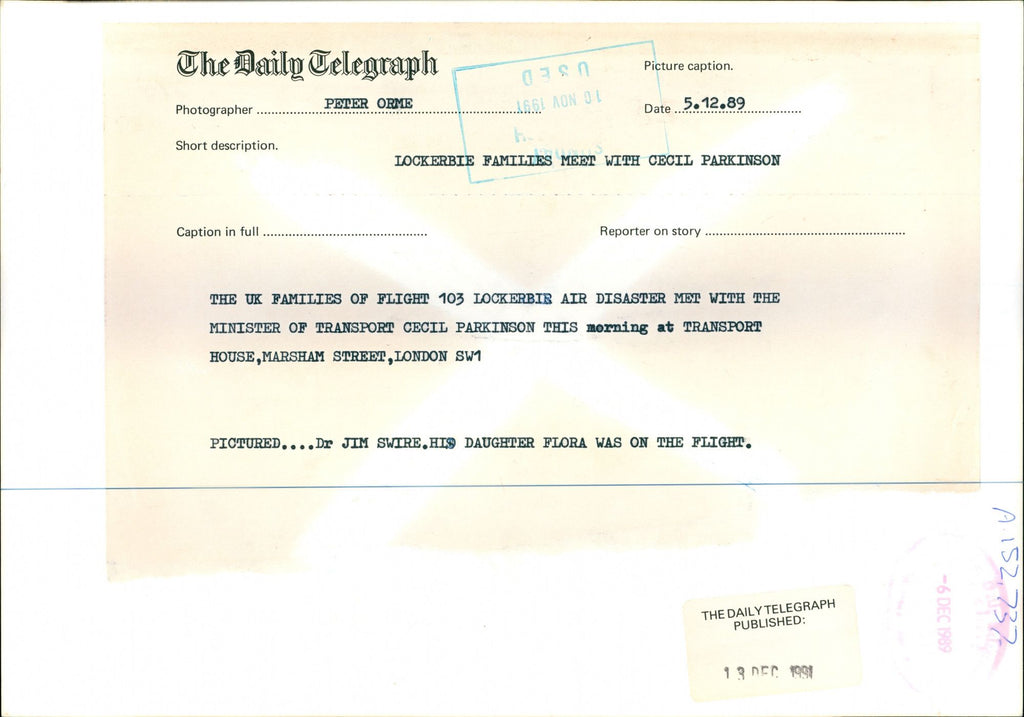 The Daily Telegraph
Picture caption.
Photographer ........ PETER ORME
Date 5.12.89
USED
16 NOV 1991
Short description.
LOCKERBIE FAMILIES MEET WITH CECIL PARKINSON
Caption in full ........
Reporter on story ........
THE UK FAMILIES OF FLIGHT 103 LOCKERBIE AIR DISASTER MET WITH THE
MINISTER OF TRANSPORT CECIL PARKINSON THIS morning at TRANSPORT
HOUSE,MARSHAM STREET,LONDON SW1
PICTURED....Dr JIM SWIRE.HIS DAUGHTER FLORA WAS ON THE FLIGHT.
A 152,737
-6 DEC 1989
THE DAILY TELEGRAPH
PUBLISHED:
13 DEC 1991